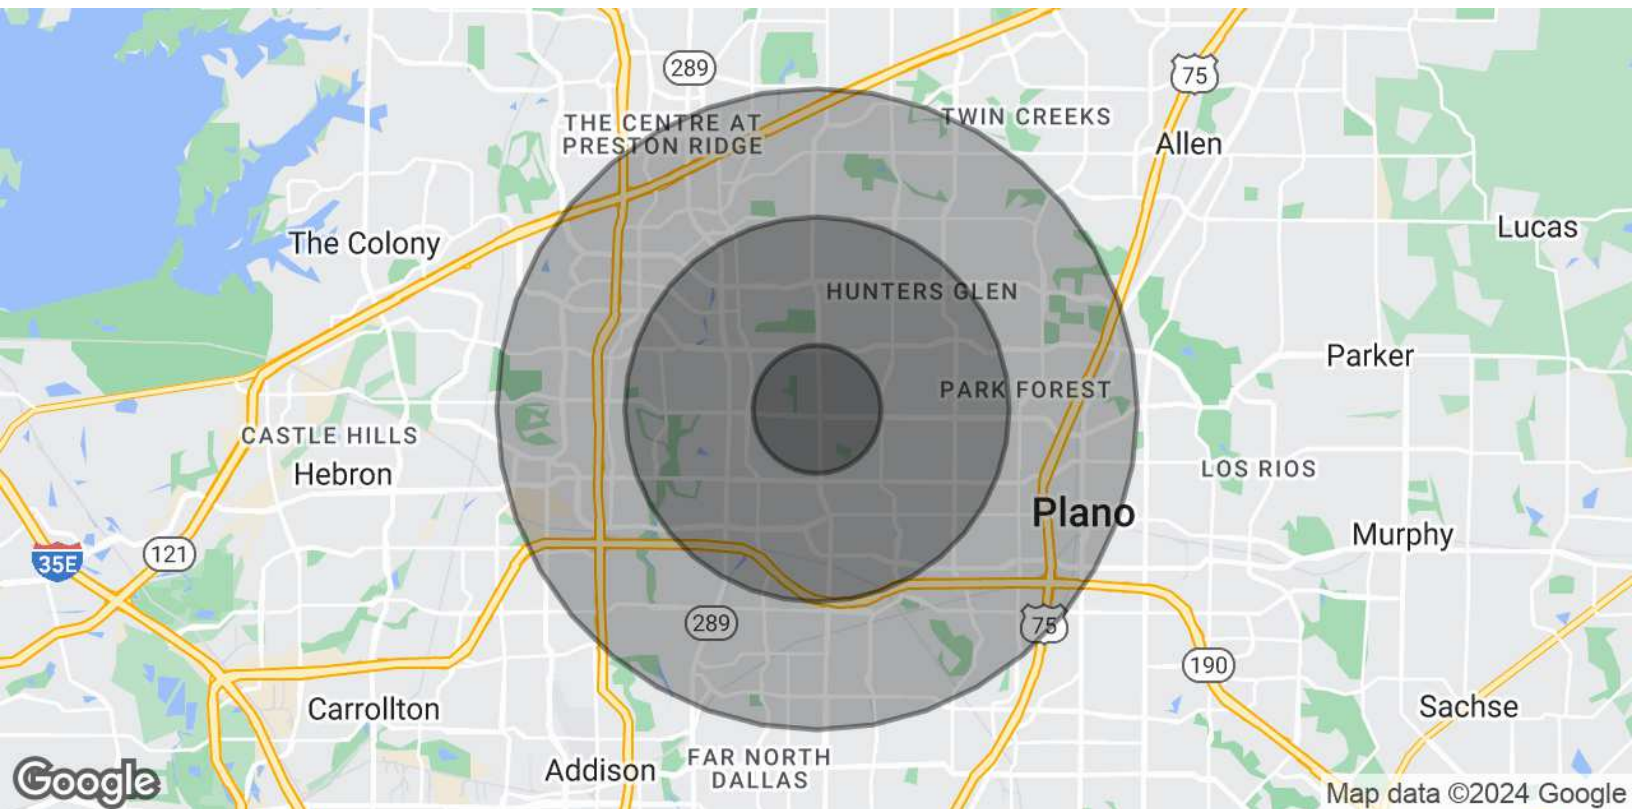 289
75
THE CENTRE AT
PRESTON RIDGE
TWIN CREEKS
Allen
Lucas
The Colony
HUNTERS GLEN
Parker
PARK FOREST
CASTLE HILLS
Hebron
LOS RIOS
Plano
Murphy
121
35E
289
75
190
Carrollton
Sachse
Addison
FAR NORTH
DALLAS
Google
Map data ©2024 Google